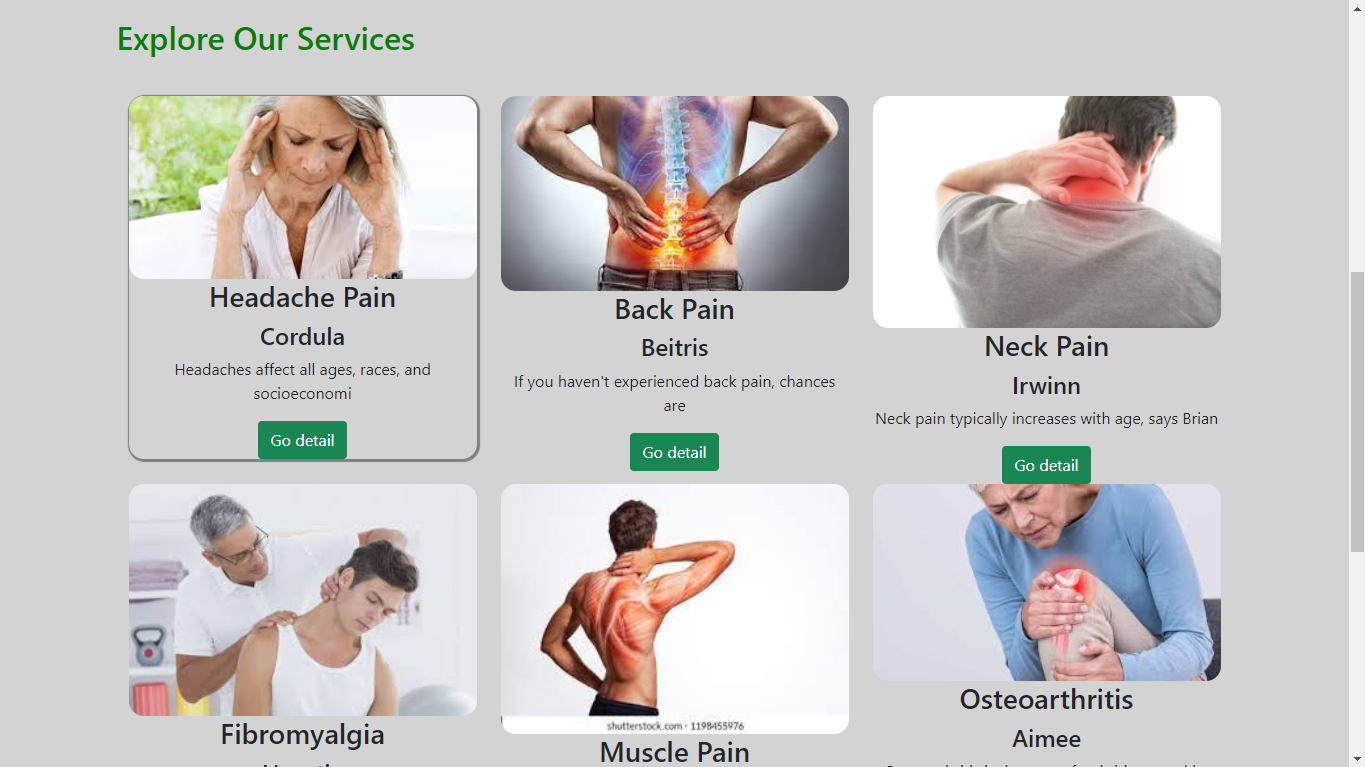 Explore Our Services
Headache Pain
Cordula
Headaches affect all ages, races, and
socioeconomi
Go detail
Back Pain
Beitris
If you haven't experienced back pain, chances
are
Go detail
Neck Pain
Irwinn
Neck pain typically increases with age, says Brian
Go detail
Fibromyalgia
shutterstock.com · 1198455976
Muscle Pain
Osteoarthritis
Aimee